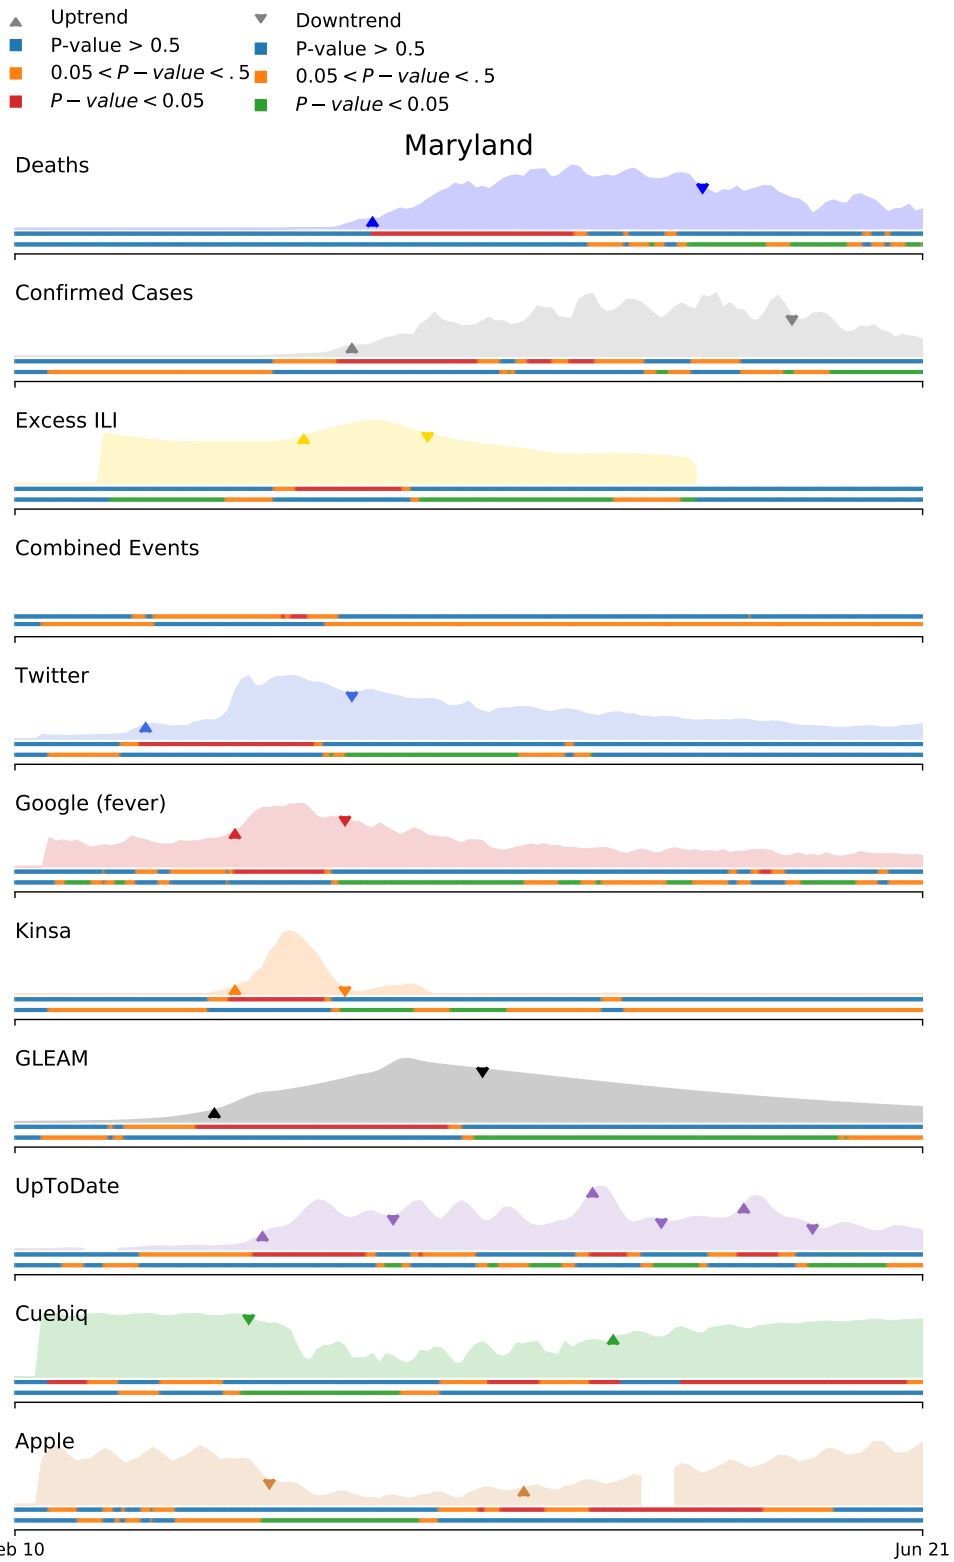 Uptrend
P-value > 0.5
0.05 < P − value < .5
P − value < 0.05
Downtrend
P-value > 0.5
0.05 < P − value < .5
P − value < 0.05
Maryland
Deaths
Confirmed Cases
Excess ILI
Combined Events
Twitter
Google (fever)
Kinsa
GLEAM
UpToDate
Cuebiq
Apple
eb 10
Jun 21